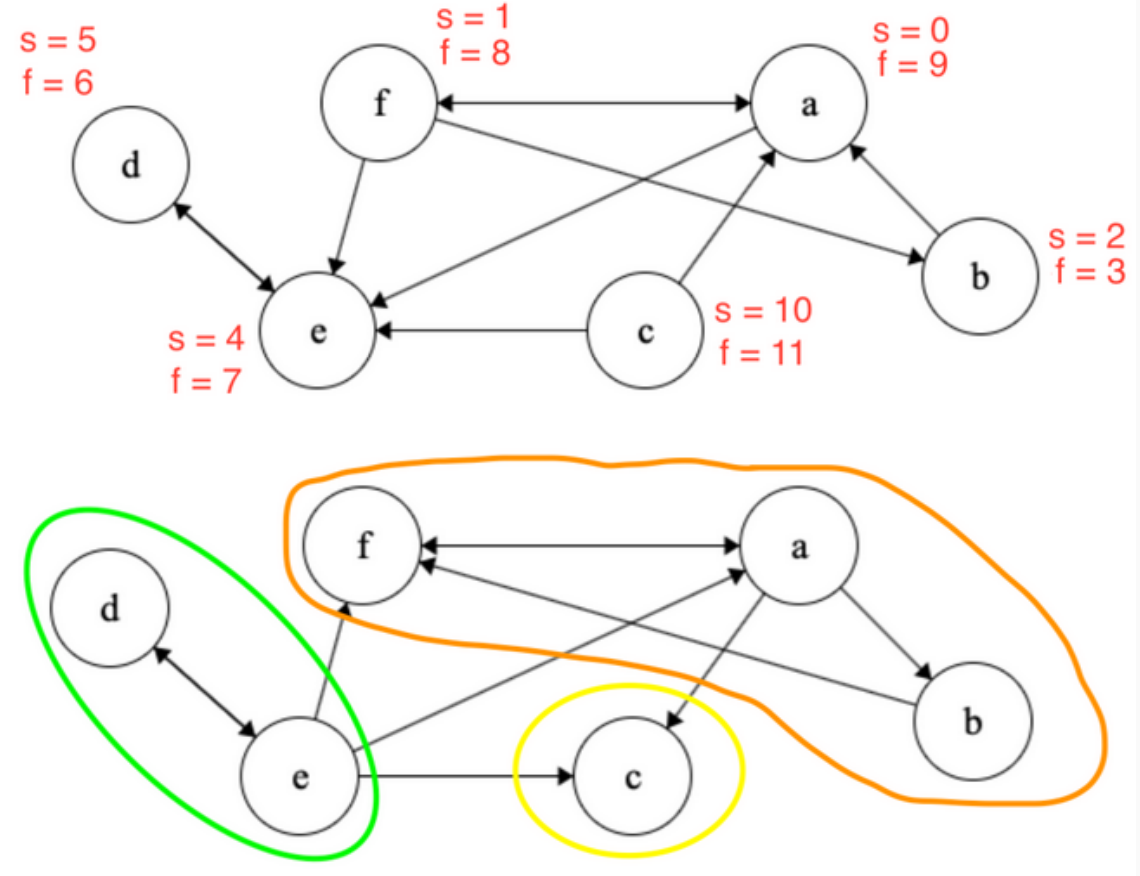 s = 1
f = 8
s = 0
f = 9
s = 5
f = 6
f
a
d
s = 2
f = 3
b
e
c
s = 10
f = 11
s = 4
f = 7
f
a
d
b
e
c